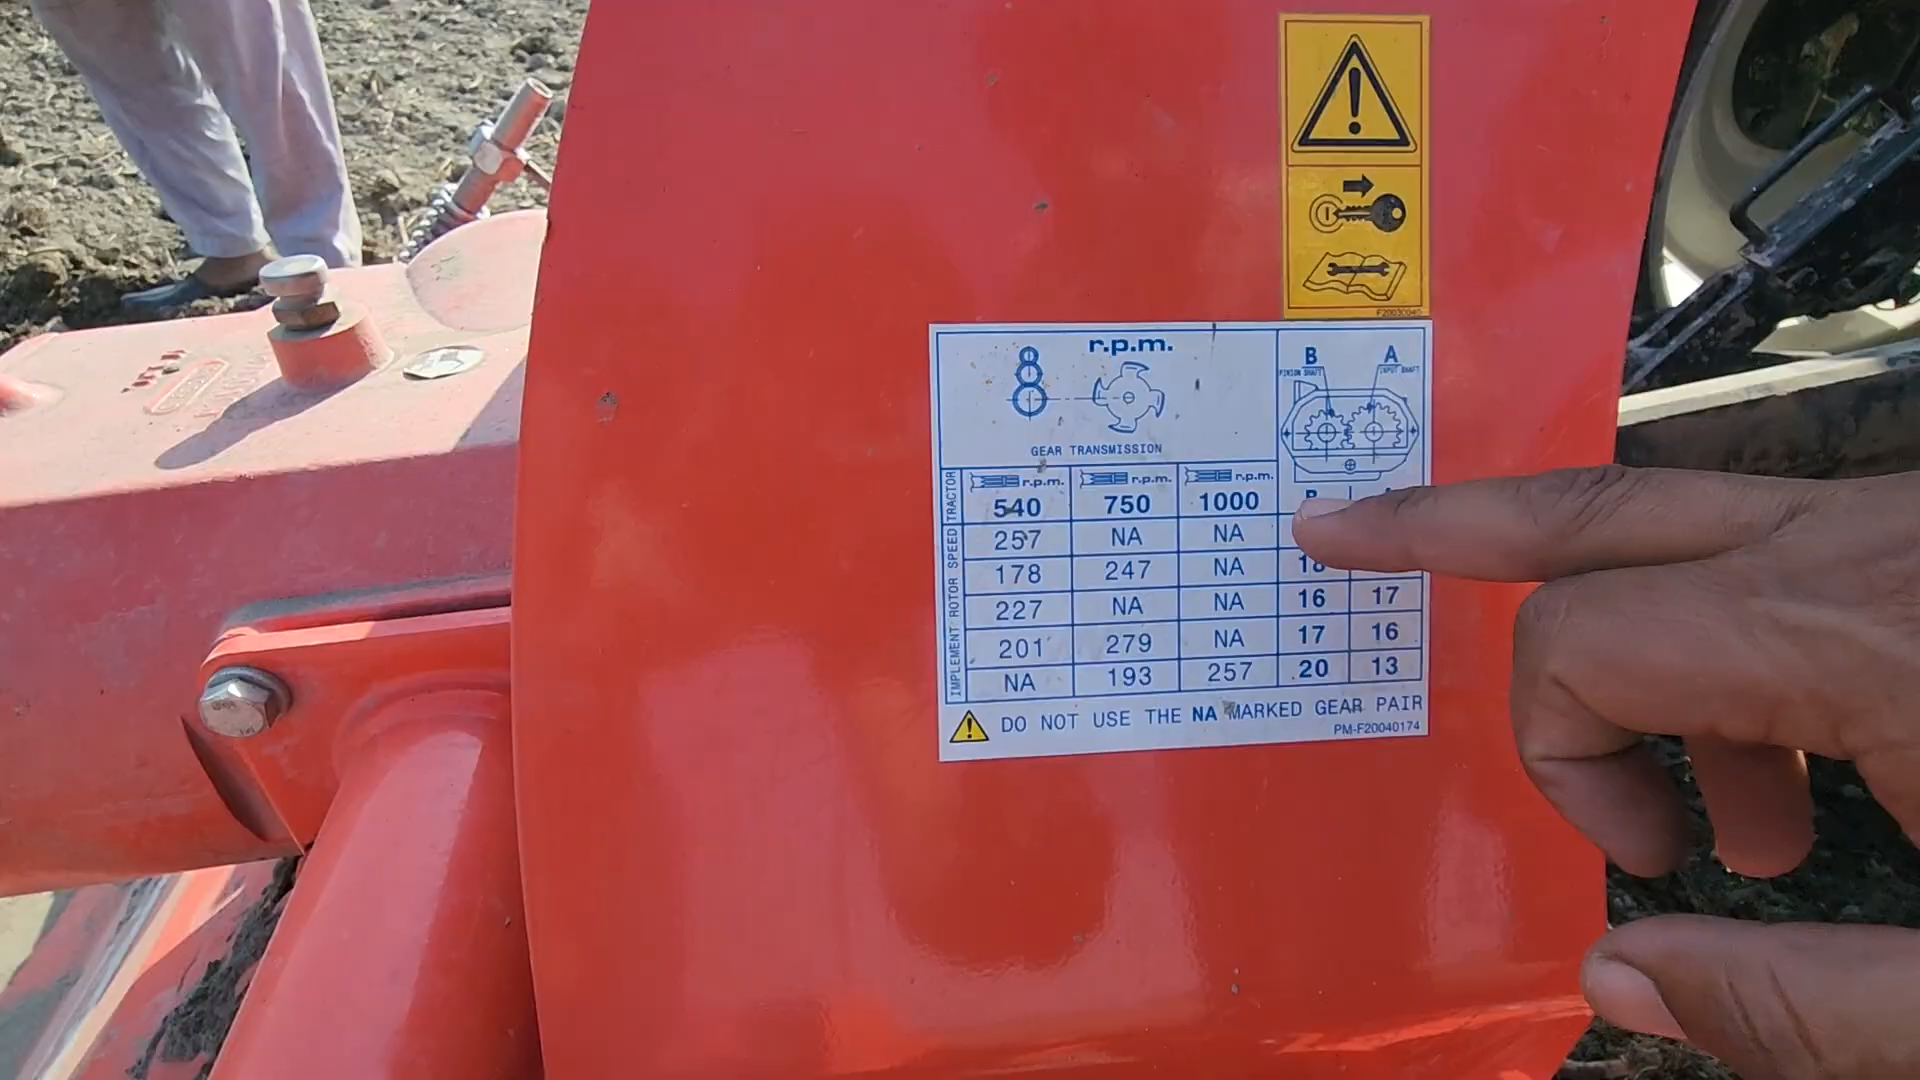 F2003C040
r.p.m.
B A
PINION SHAFT INPUT SHAFT
GEAR TRANSMISSION
TRACTOR
r.p.m. r.p.m. r.p.m.
540 750 1000 B
IMPLEMENT ROTOR SPEED
257 NA NA
178 247 NA 18
227 NA NA 16 17
201 279 NA 17 16
NA 193 257 20 13
DO NOT USE THE NA MARKED GEAR PAIR
PM-F20040174